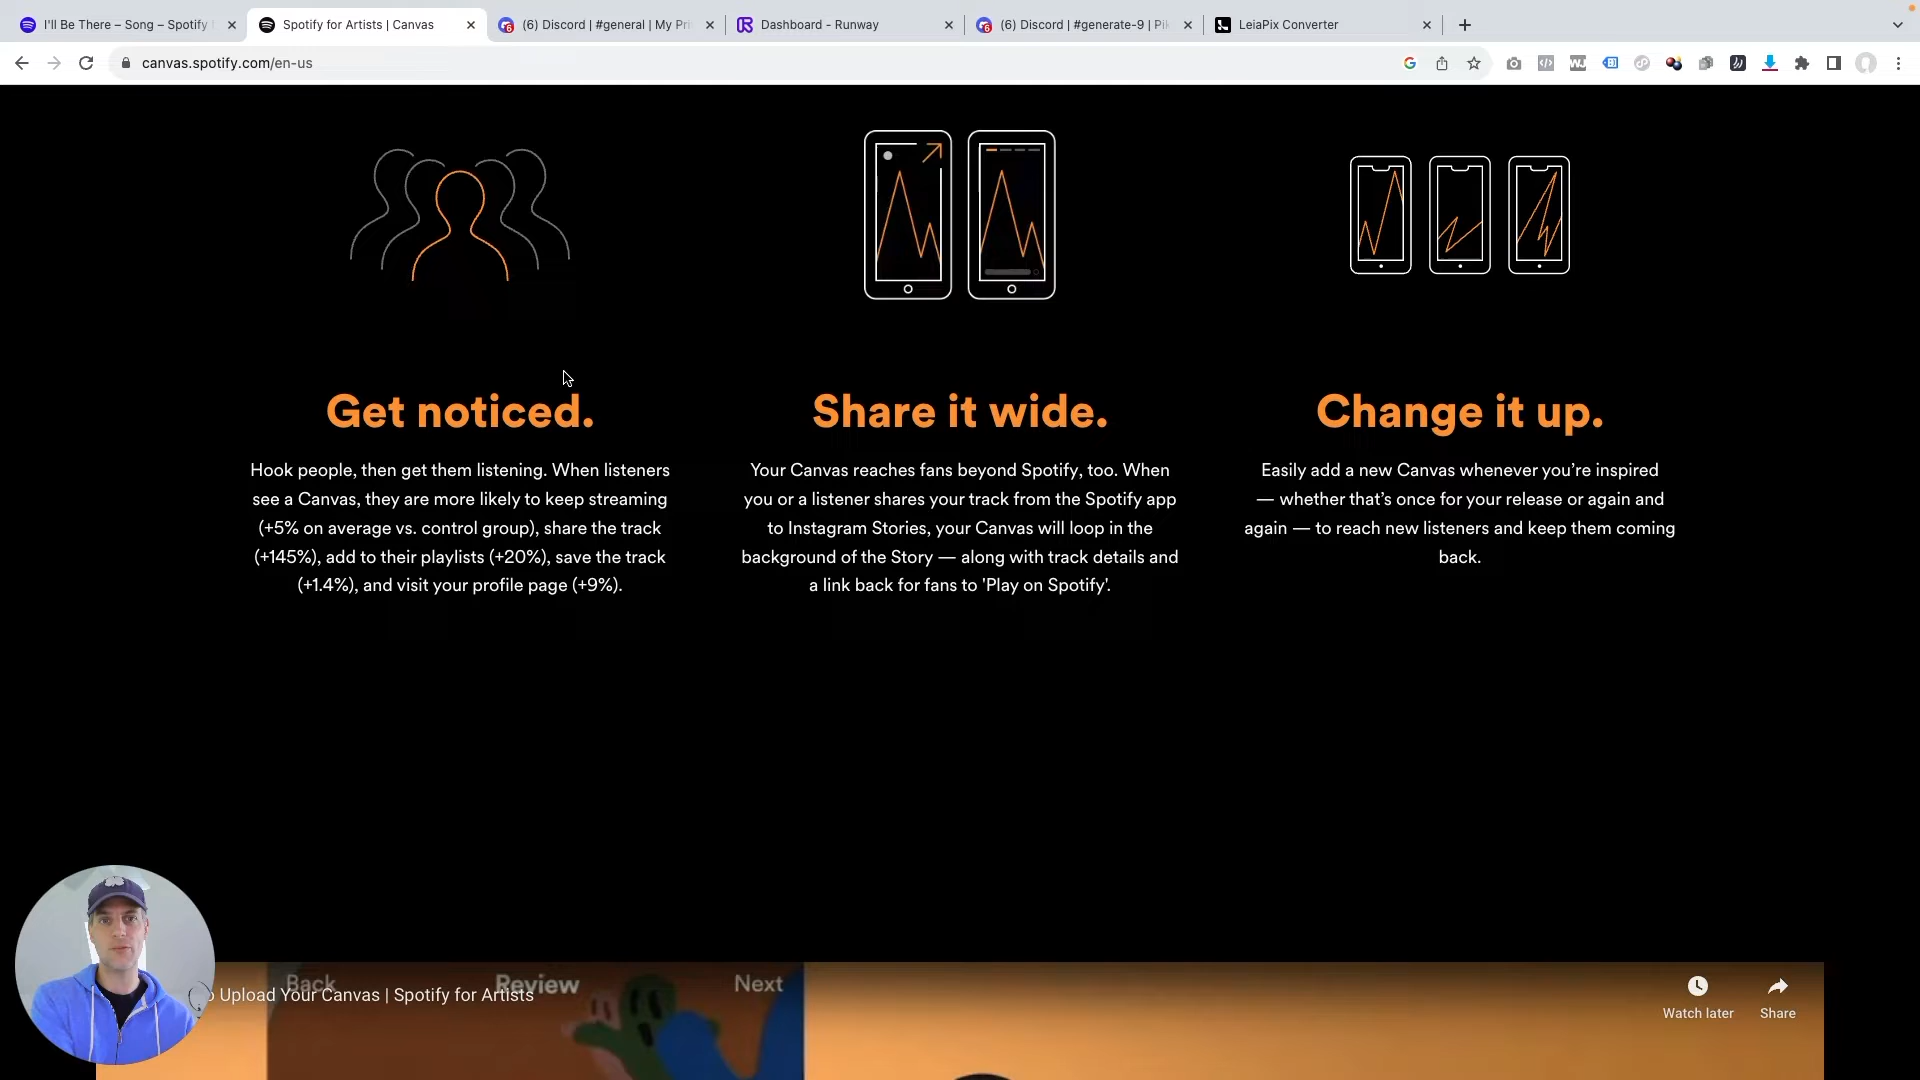 I'll Be There – Song – Spotify
Spotify for Artists | Canvas
(6) Discord | #general | My Pri
Dashboard - Runway
(6) Discord | #generate-9 | Pik
LeiaPix Converter
canvas.spotify.com/en-us
Get noticed.
Hook people, then get them listening. When listeners
see a Canvas, they are more likely to keep streaming
(+5% on average vs. control group), share the track
(+145%), add to their playlists (+20%), save the track
(+1.4%), and visit your profile page (+9%).
Share it wide.
Your Canvas reaches fans beyond Spotify, too. When
you or a listener shares your track from the Spotify app
to Instagram Stories, your Canvas will loop in the
background of the Story — along with track details and
a link back for fans to 'Play on Spotify'.
Change it up.
Easily add a new Canvas whenever you’re inspired
— whether that’s once for your release or again and
again — to reach new listeners and keep them coming
back.
Back
Review
Next
Upload Your Canvas | Spotify for Artists
Watch later
Share